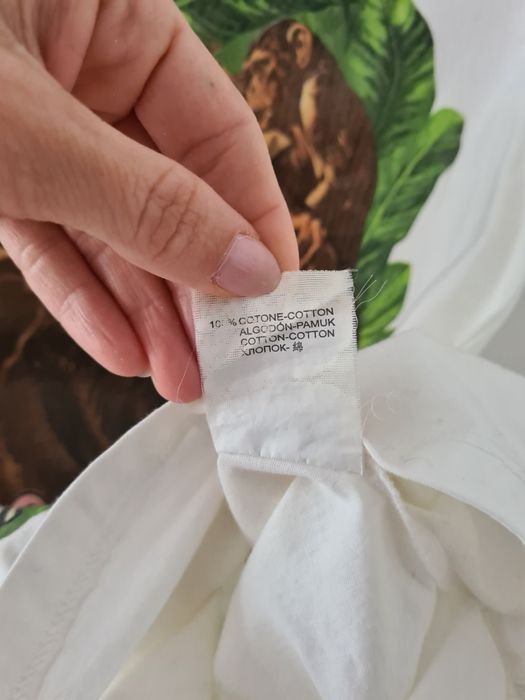 100% COTONE-COTTON
ALGODÓN-PAMUK
COTTON-COTTON
ХЛОПОК- 綿